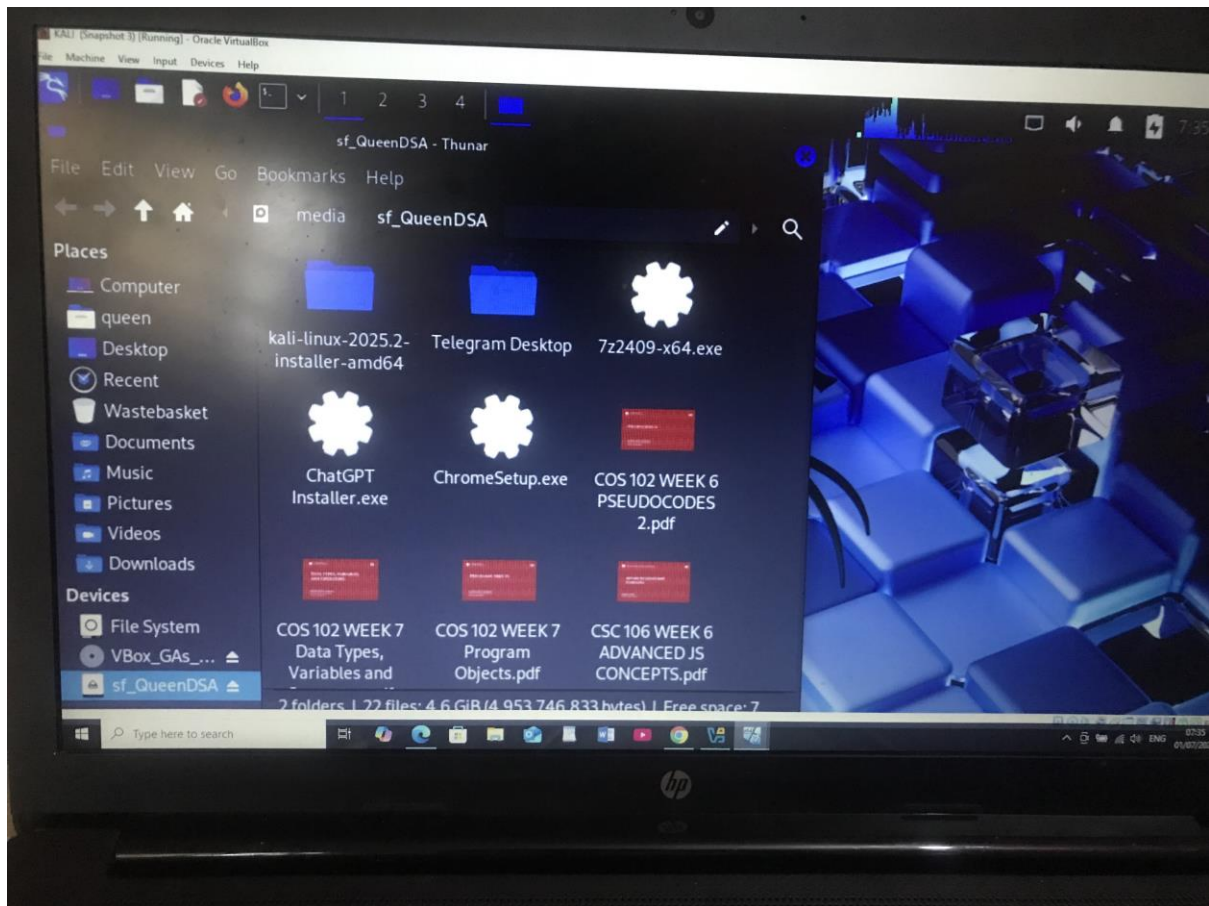 KALI (Snapshot 3) [Running] - Oracle VirtualBox
File Machine View Input Devices Help
1 2 3 4
7:35
sf_QueenDSA - Thunar
File Edit View Go Bookmarks Help
media sf_QueenDSA
Places
Computer
queen
Desktop
Recent
Wastebasket
Documents
Music
Pictures
Videos
Downloads
Devices
File System
VBox_GAs_...
sf_QueenDSA
kali-linux-2025.2-
installer-amd64
Telegram Desktop
7z2409-x64.exe
ChatGPT
Installer.exe
ChromeSetup.exe
COS 102 WEEK 6
PSEUDOCODES
2.pdf
COS 102 WEEK 7
Data Types,
Variables and
COS 102 WEEK 7
Program
Objects.pdf
CSC 106 WEEK 6
ADVANCED JS
CONCEPTS.pdf
2 folders | 22 files: 4.6 GiB (4,953,746,833 bytes) | Free space: 7
Type here to search
ENG
07:35
hp